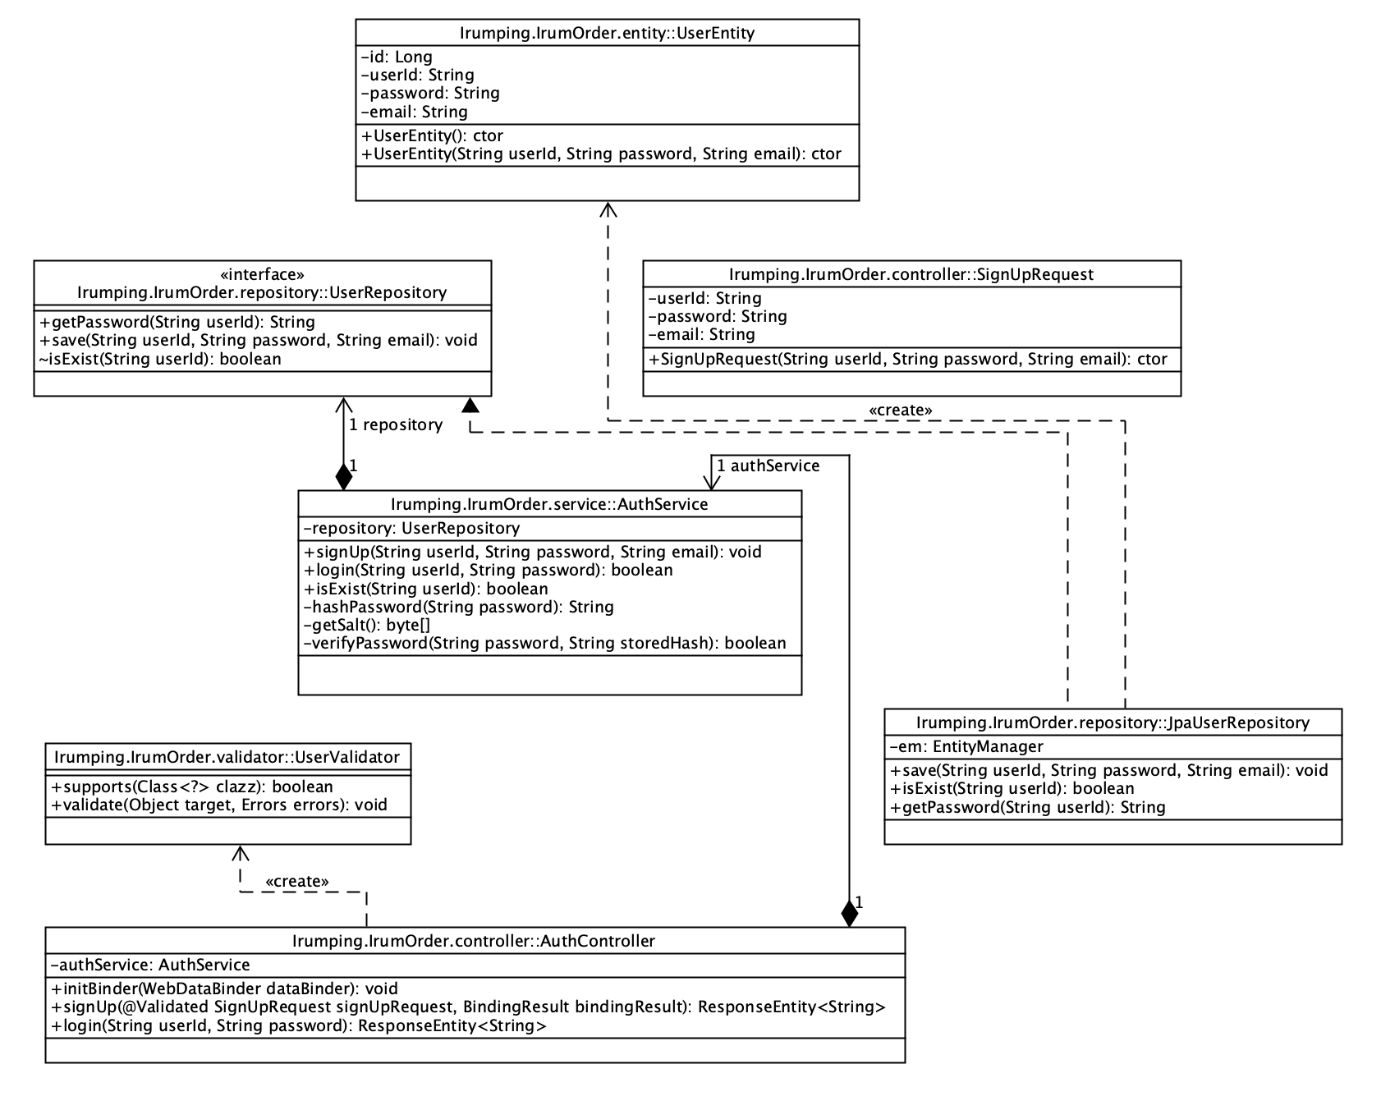 Irumping.IrumOrder.entity::UserEntity
-id: Long
-userId: String
-password: String
-email: String
+UserEntity(): ctor
+UserEntity(String userId, String password, String email): ctor
«interface»
Irumping.IrumOrder.repository::UserRepository
+getPassword(String userId): String
+save(String userId, String password, String email): void
~isExist(String userId): boolean
Irumping.IrumOrder.controller::SignUpRequest
-userId: String
-password: String
-email: String
+SignUpRequest(String userId, String password, String email): ctor
«create»
1 repository
1
1 authService
Irumping.IrumOrder.service::AuthService
-repository: UserRepository
+signUp(String userId, String password, String email): void
+login(String userId, String password): boolean
+isExist(String userId): boolean
-hashPassword(String password): String
-getSalt(): byte[]
-verifyPassword(String password, String storedHash): boolean
Irumping.IrumOrder.repository::JpaUserRepository
-em: EntityManager
+save(String userId, String password, String email): void
+isExist(String userId): boolean
+getPassword(String userId): String
Irumping.IrumOrder.validator::UserValidator
+supports(Class<?> clazz): boolean
+validate(Object target, Errors errors): void
«create»
1
Irumping.IrumOrder.controller::AuthController
-authService: AuthService
+initBinder(WebDataBinder dataBinder): void
+signUp(@Validated SignUpRequest signUpRequest, BindingResult bindingResult): ResponseEntity<String>
+login(String userId, String password): ResponseEntity<String>